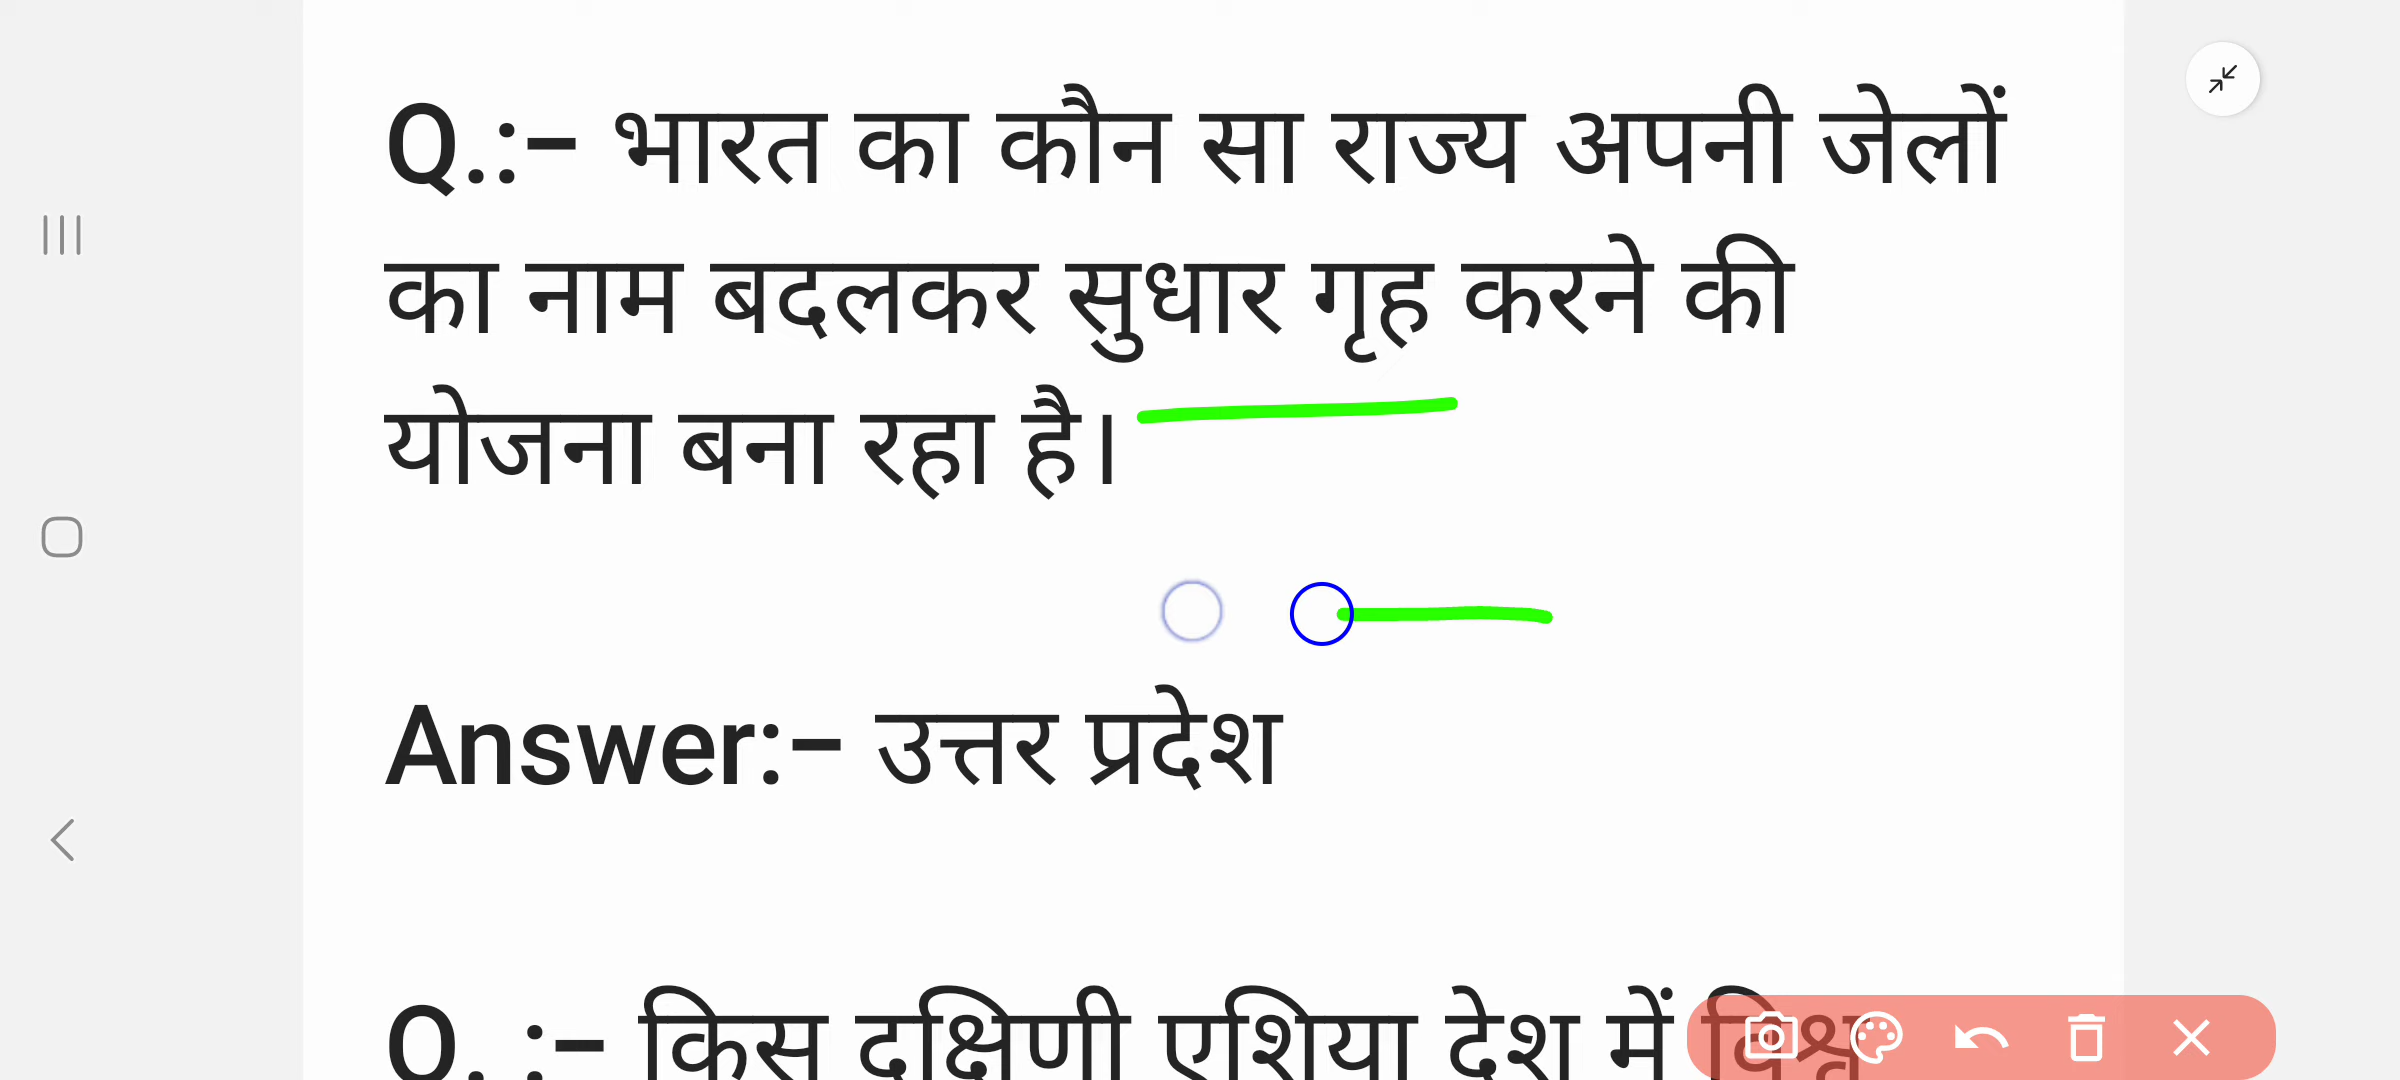 Q.:- भारत का कौन सा राज्य अपनी जेलों
का नाम बदलकर सुधार गृह करने की
योजना बना रहा है।
Answer:- उत्तर प्रदेश
Q. :- किस दक्षिणी एशिया देश में विश्व